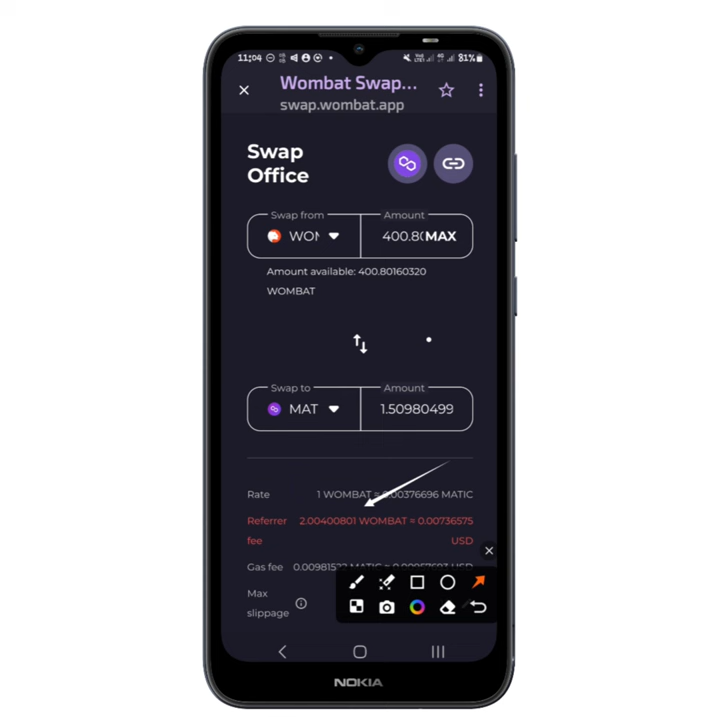 11:04
81%
Wombat Swap...
swap.wombat.app
Swap
Office
Swap from
Amount
400.80
MAX
Amount available: 400.80160320
WOMBAT
Swap to
Amount
MAT
1.50980499
Rate
1 WOMBAT ≈ 0.00376696 MATIC
Referrer
2.00400801 WOMBAT ≈ 0.00736575
fee
USD
Gas fee
Max
slippage
NOKIA